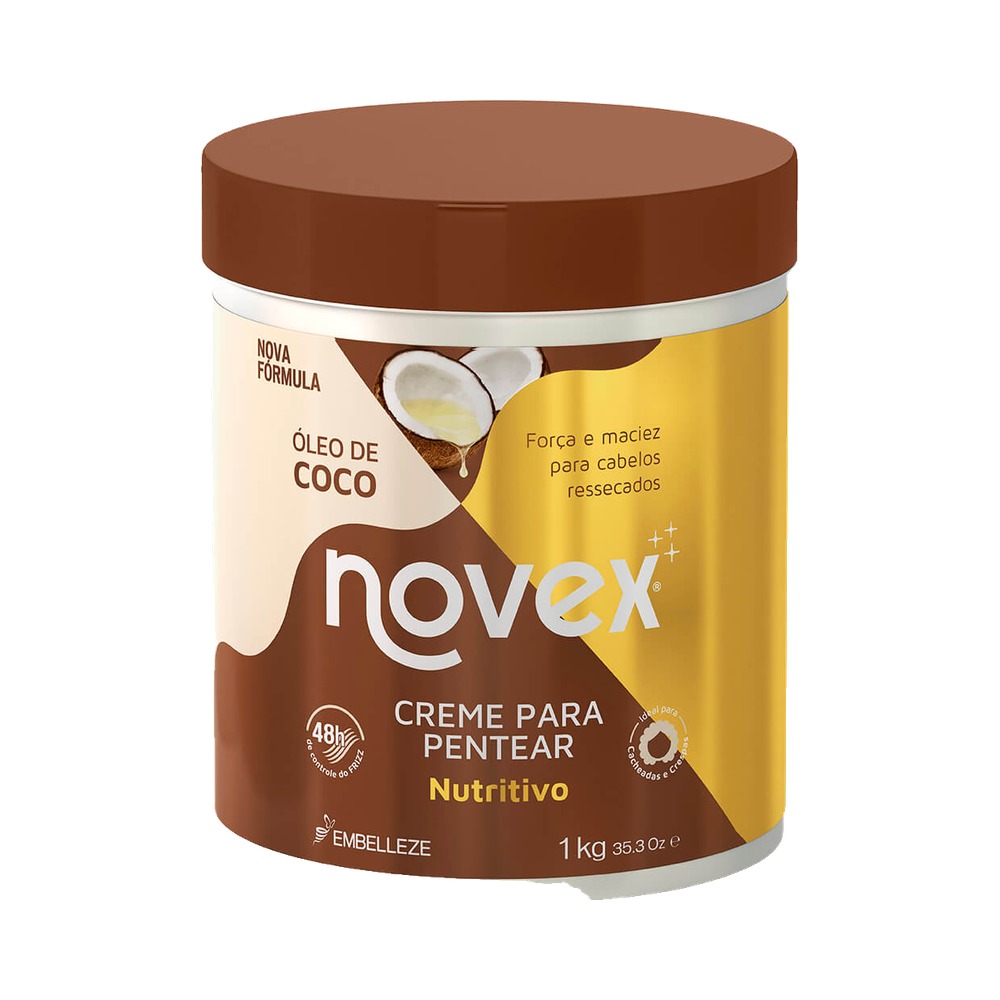 NOVA
FÓRMULA
ÓLEO DE
COCO
Força e maciez
para cabelos
ressecados
novex®
CREME PARA
PENTEAR
Nutritivo
48h
de controle do FRIZZ
Ideal para
Cacheadas e Crespas
EMBELLEZE
1kg 35.3 Oz ℮